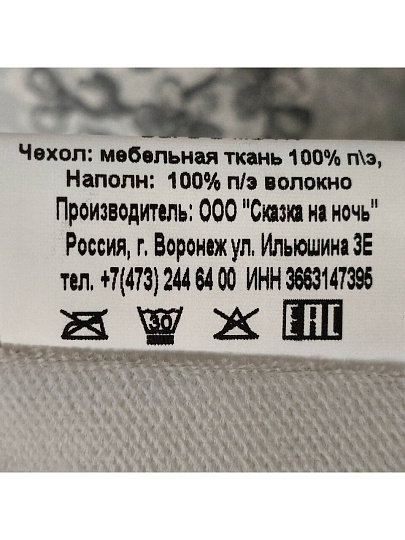 Чехол: мебельная ткань 100% п\э,
Наполн: 100% п/э волокно
Производитель: ООО "Сказка на ночь"
Россия, г. Воронеж ул. Ильюшина 3Е
тел. +7(473) 244 64 00 ИНН 3663147395
30 EAC